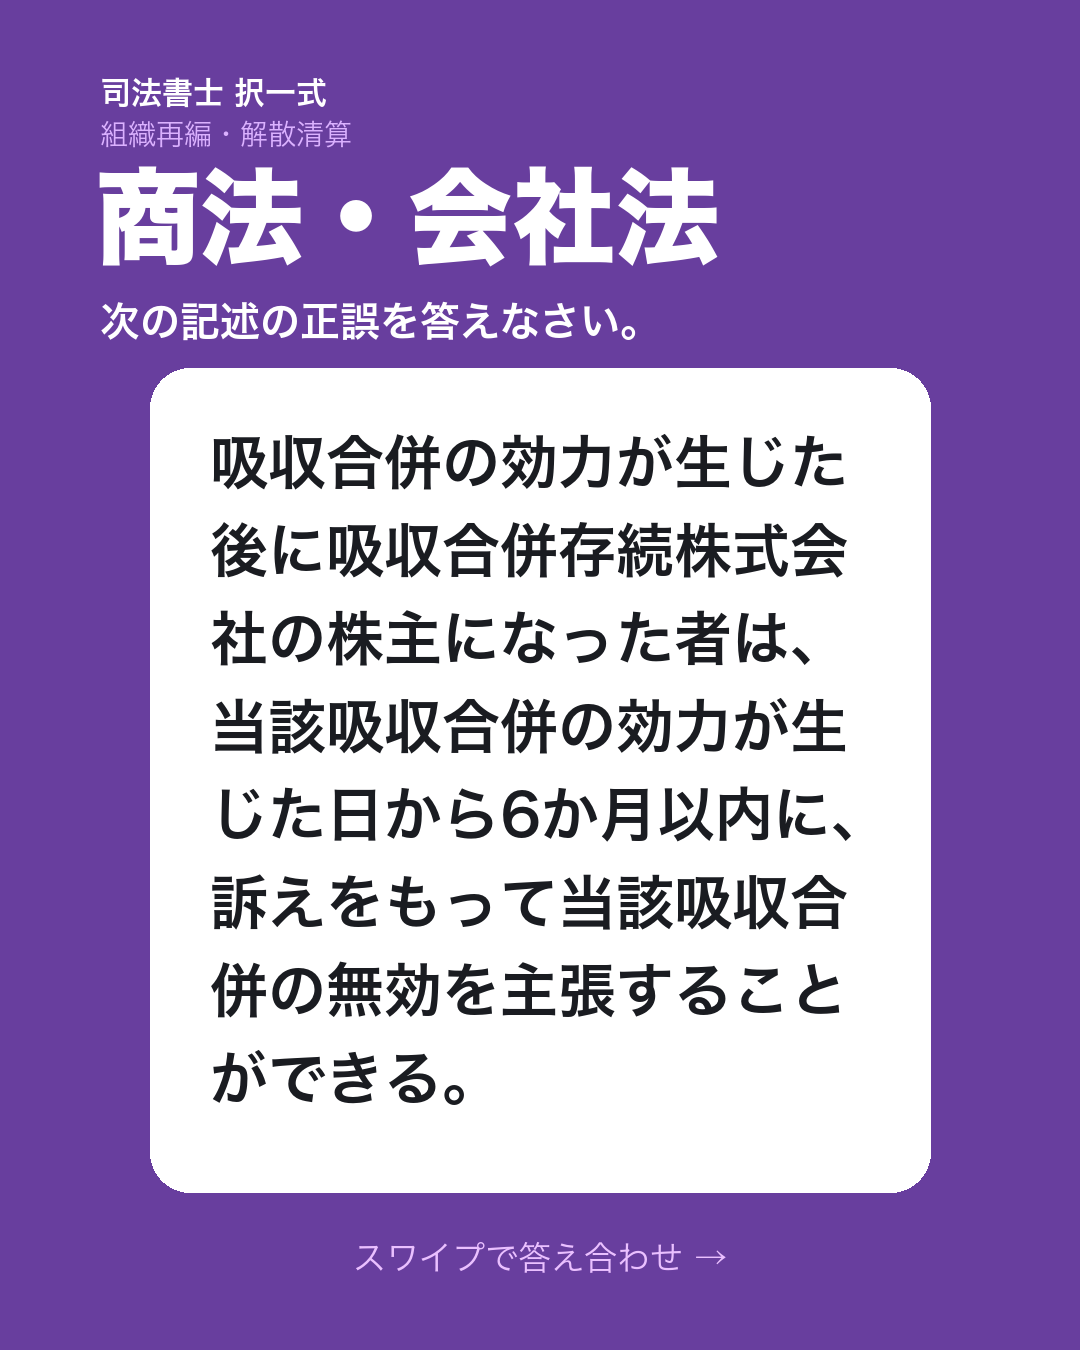 司法書士 択一式
組織再編・解散清算
商法・会社法
次の記述の正誤を答えなさい。
吸収合併の効力が生じた
後に吸収合併存続株式会
社の株主になった者は、
当該吸収合併の効力が生
じた日から6か月以内に、
訴えをもって当該吸収合
併の無効を主張すること
ができる。
スワイプで答え合わせ →